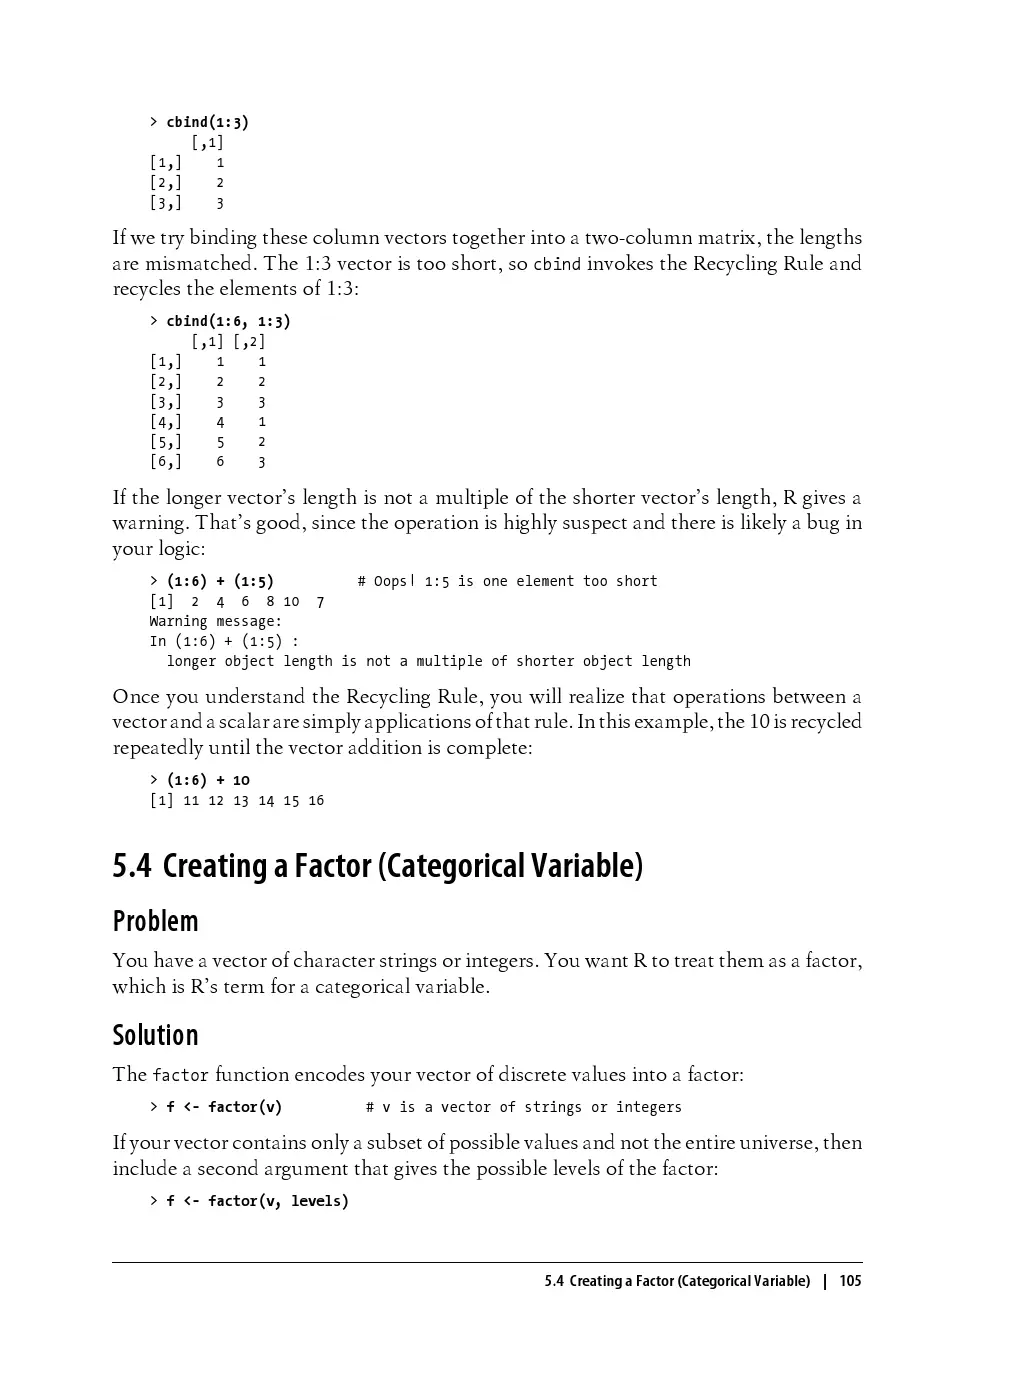 > cbind(1:3)
     [,1]
[1,]    1
[2,]    2
[3,]    3
If we try binding these column vectors together into a two-column matrix, the lengths
are mismatched. The 1:3 vector is too short, so cbind invokes the Recycling Rule and
recycles the elements of 1:3:
> cbind(1:6, 1:3)
     [,1] [,2]
[1,]    1    1
[2,]    2    2
[3,]    3    3
[4,]    4    1
[5,]    5    2
[6,]    6    3
If the longer vector’s length is not a multiple of the shorter vector’s length, R gives a
warning. That’s good, since the operation is highly suspect and there is likely a bug in
your logic:
> (1:6) + (1:5)          # Oops! 1:5 is one element too short
[1]  2  4  6  8 10  7
Warning message:
In (1:6) + (1:5) :
  longer object length is not a multiple of shorter object length
Once you understand the Recycling Rule, you will realize that operations between a
vector and a scalar are simply applications of that rule. In this example, the 10 is recycled
repeatedly until the vector addition is complete:
> (1:6) + 10
[1] 11 12 13 14 15 16
5.4 Creating a Factor (Categorical Variable)
Problem
You have a vector of character strings or integers. You want R to treat them as a factor,
which is R’s term for a categorical variable.
Solution
The factor function encodes your vector of discrete values into a factor:
> f <- factor(v)          # v is a vector of strings or integers
If your vector contains only a subset of possible values and not the entire universe, then
include a second argument that gives the possible levels of the factor:
> f <- factor(v, levels)
5.4 Creating a Factor (Categorical Variable) | 105